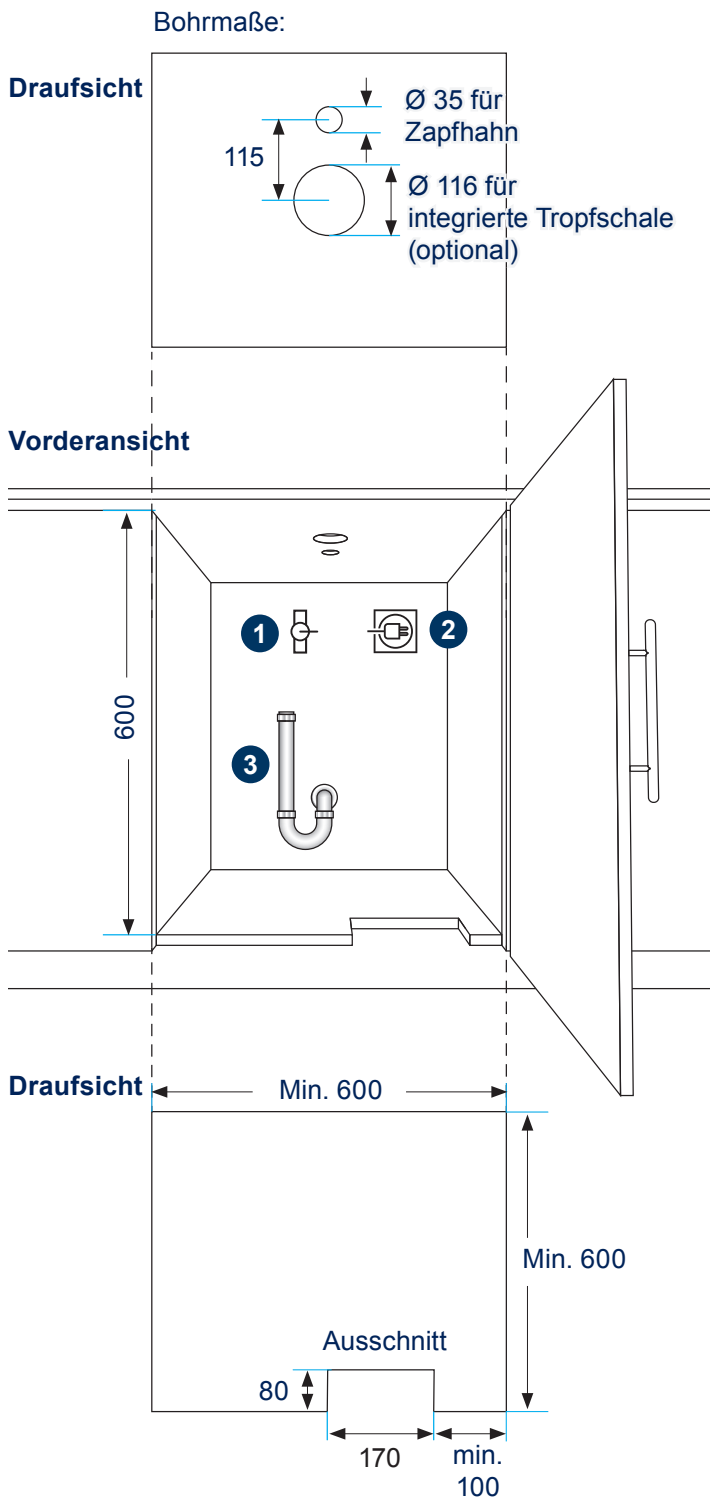 Bohrmaße:
Draufsicht
Ø 35 für
Zapfhahn
115
Ø 116 für
integrierte Tropfschale
(optional)
Vorderansicht
1
2
600
3
Draufsicht
Min. 600
Min. 600
Ausschnitt
80
170
min.
100